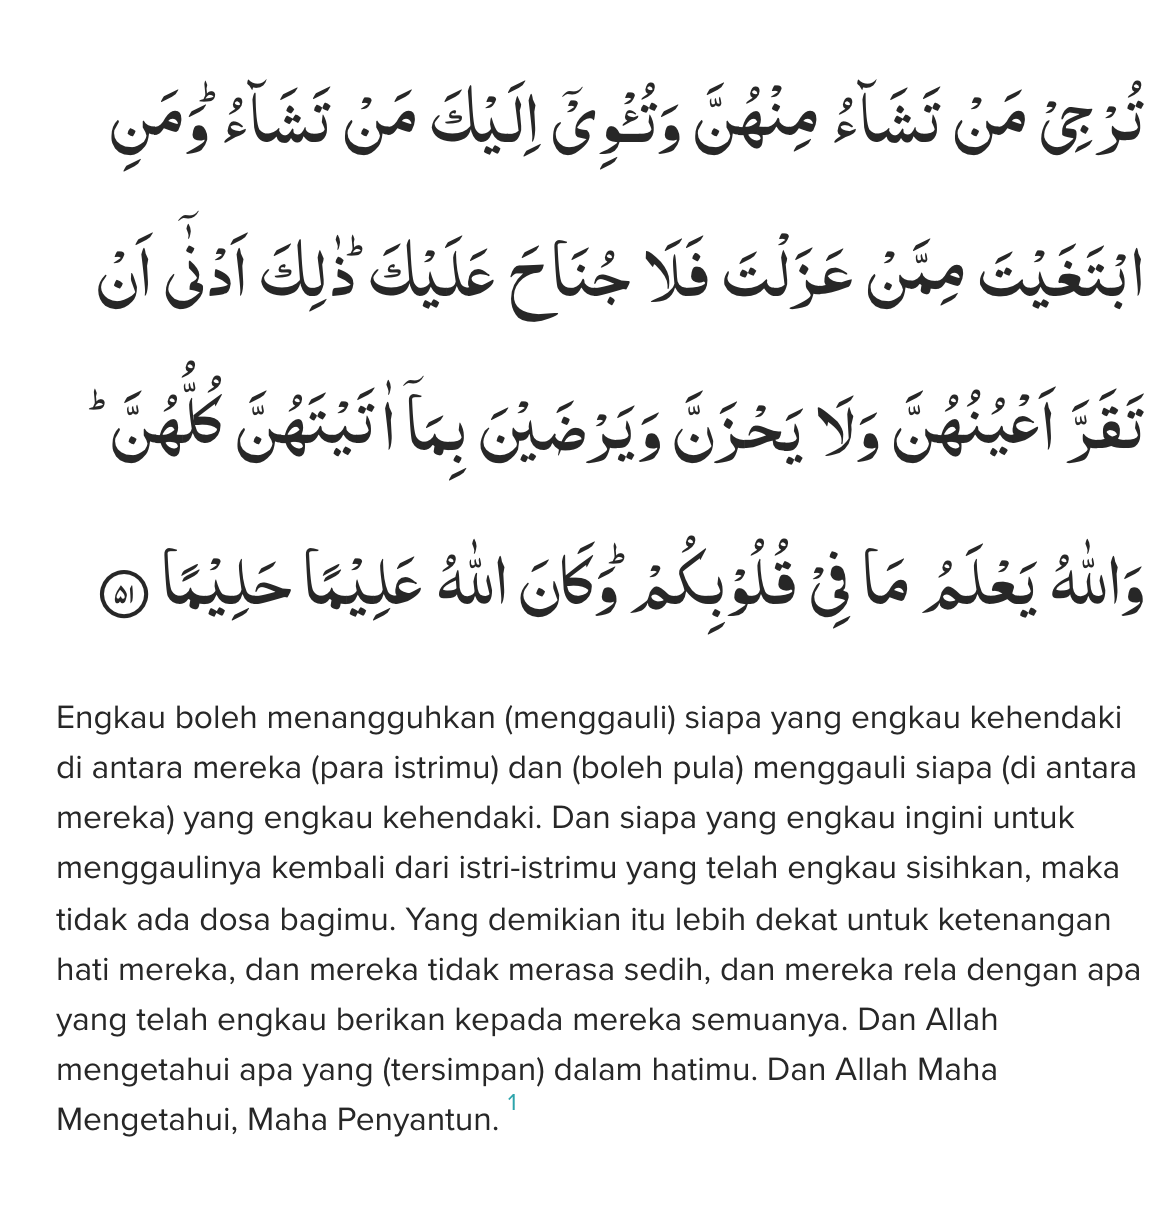 تُرْجِيْ مَنْ تَشَاۤءُ مِنْهُنَّ وَتُـْٔوِيْٓ اِلَيْكَ مَنْ تَشَاۤءُۗ وَمَنِ
ابْتَغَيْتَ مِمَّنْ عَزَلْتَ فَلَا جُنَاحَ عَلَيْكَۗ ذٰلِكَ اَدْنٰٓى اَنْ
تَقَرَّ اَعْيُنُهُنَّ وَلَا يَحْزَنَّ وَيَرْضَيْنَ بِمَآ اٰتَيْتَهُنَّ كُلُّهُنَّۗ
وَاللّٰهُ يَعْلَمُ مَا فِيْ قُلُوْبِكُمْۗ وَكَانَ اللّٰهُ عَلِيْمًا حَلِيْمًا ٥١
Engkau boleh menangguhkan (menggauli) siapa yang engkau kehendaki
di antara mereka (para istrimu) dan (boleh pula) menggauli siapa (di antara
mereka) yang engkau kehendaki. Dan siapa yang engkau ingini untuk
menggaulinya kembali dari istri-istrimu yang telah engkau sisihkan, maka
tidak ada dosa bagimu. Yang demikian itu lebih dekat untuk ketenangan
hati mereka, dan mereka tidak merasa sedih, dan mereka rela dengan apa
yang telah engkau berikan kepada mereka semuanya. Dan Allah
mengetahui apa yang (tersimpan) dalam hatimu. Dan Allah Maha
Mengetahui, Maha Penyantun. 1